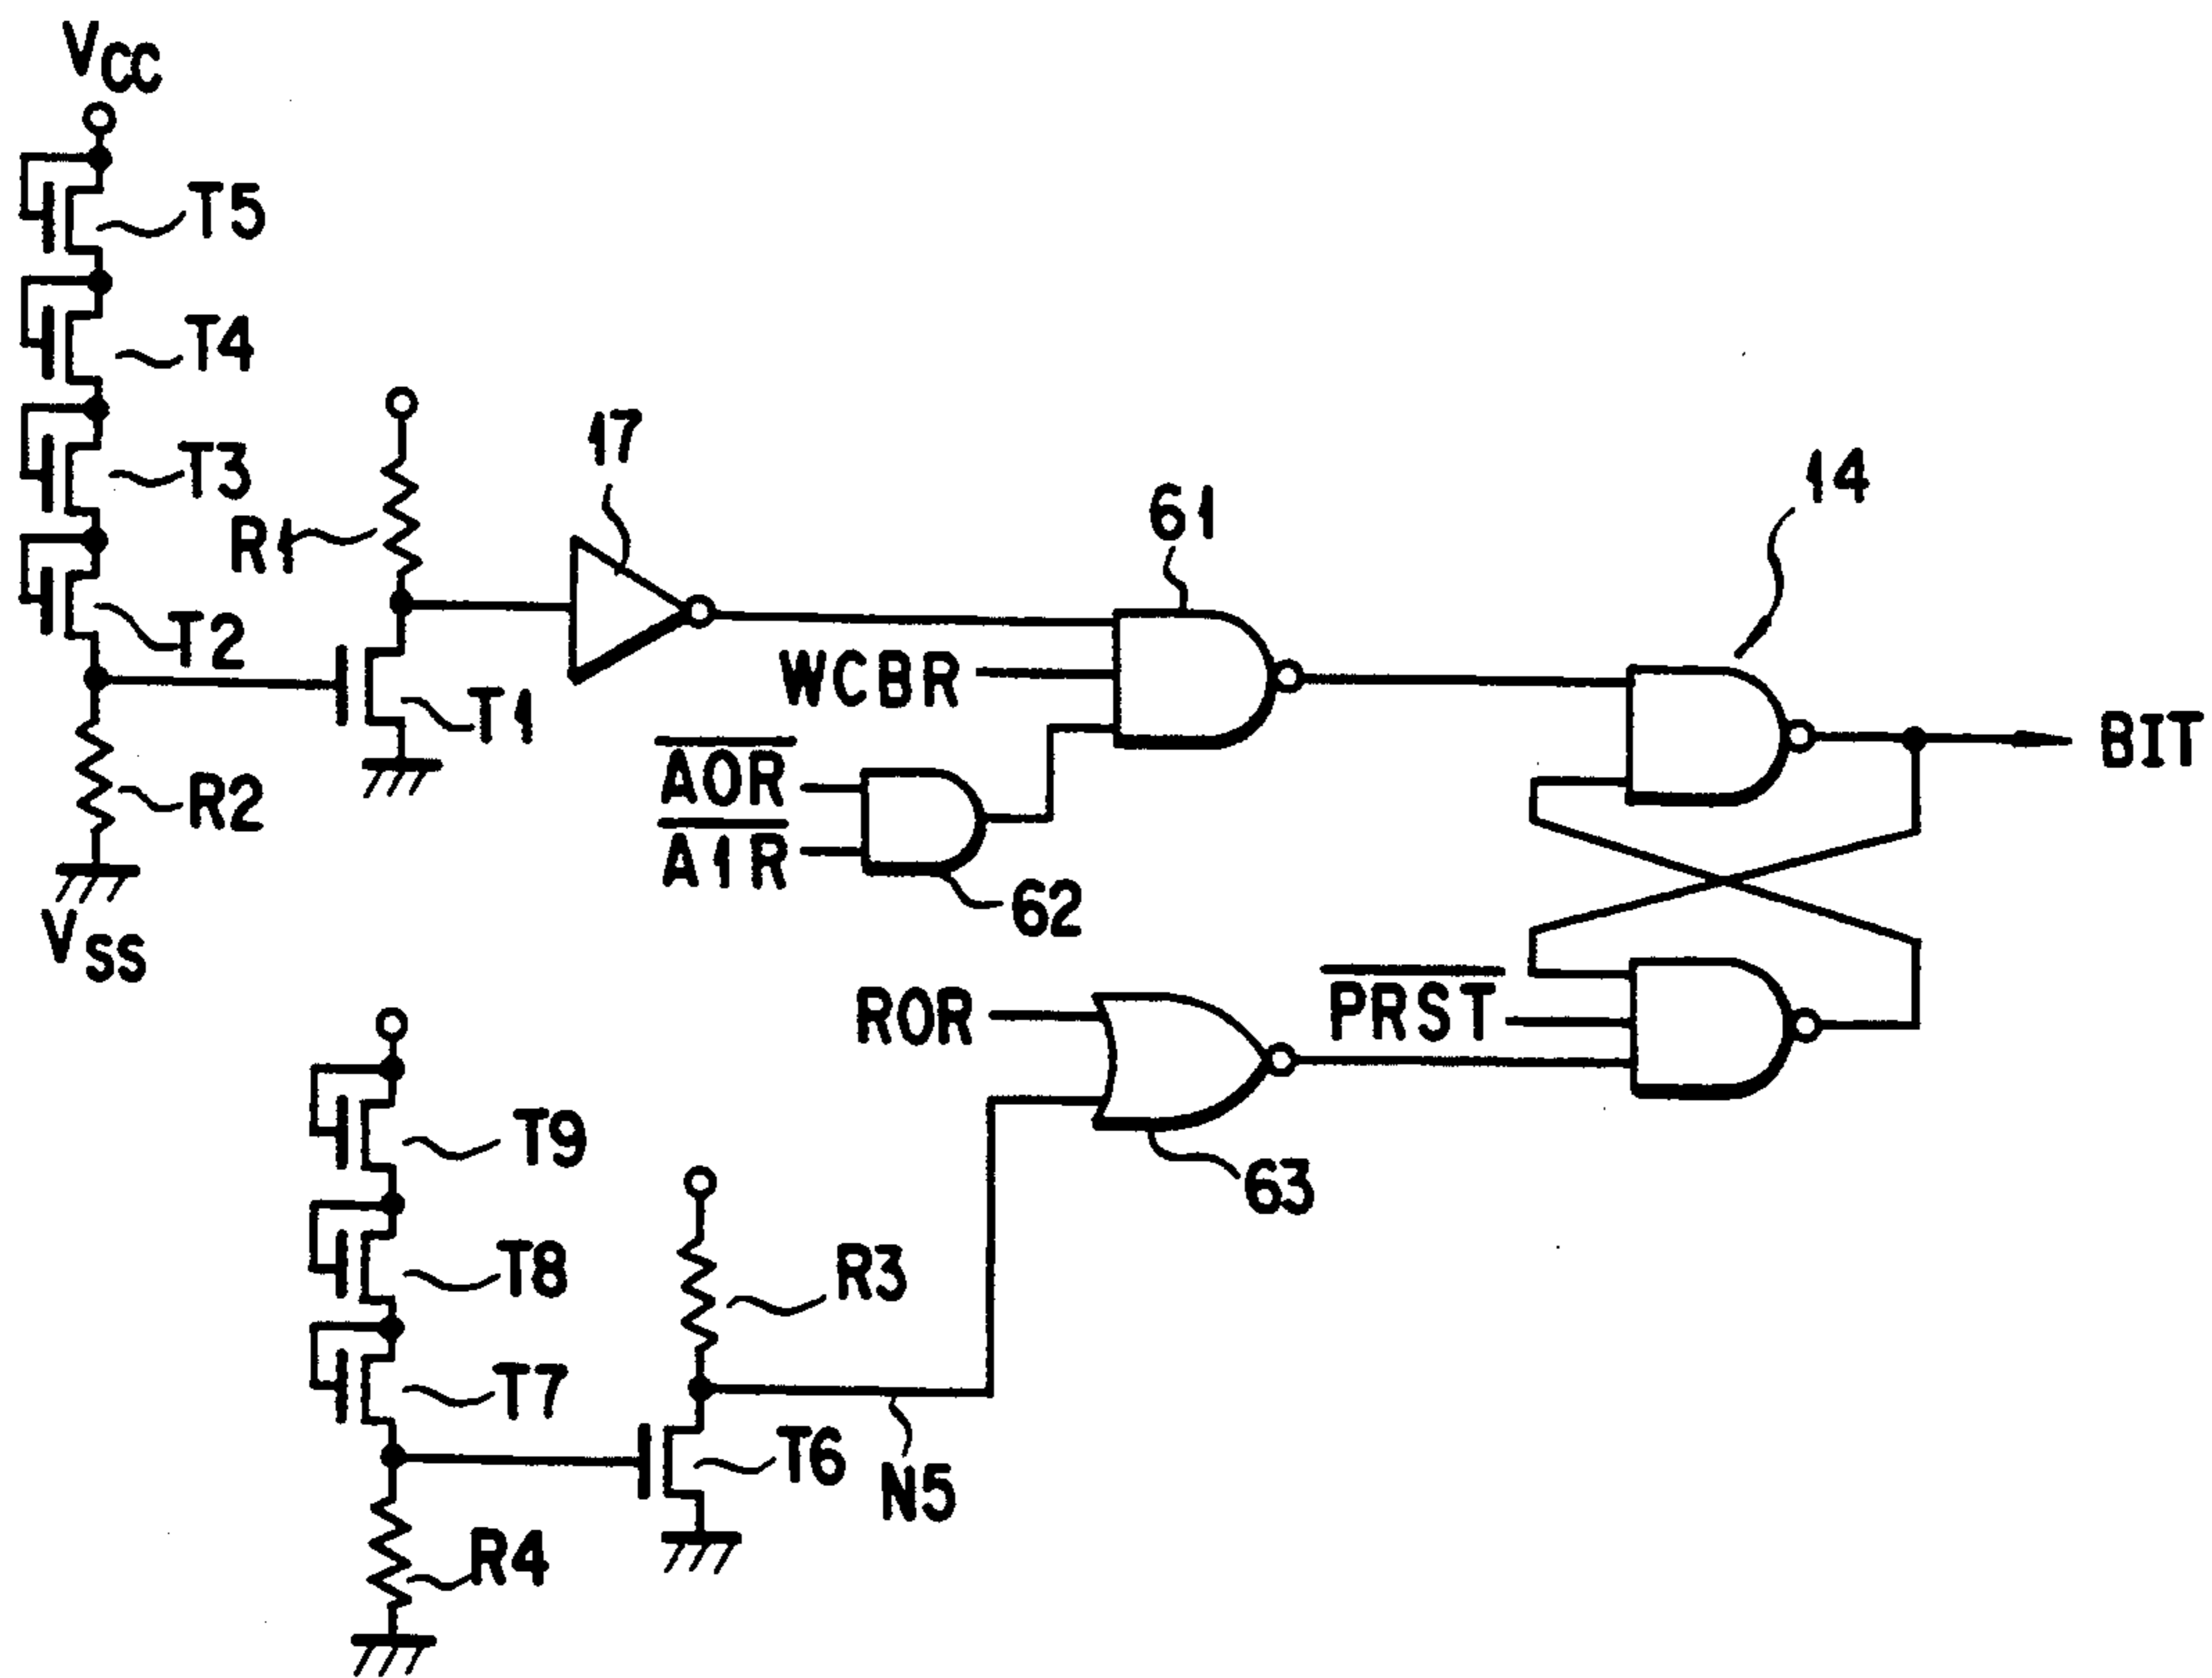 VCC
T5
T4
T3
17
R1
61
14
T2
WCBR
T1
BIT
A0R
R2
A1R
62
VSS
ROR
PRST
T9
63
T8
R3
T7
T6
N5
R4